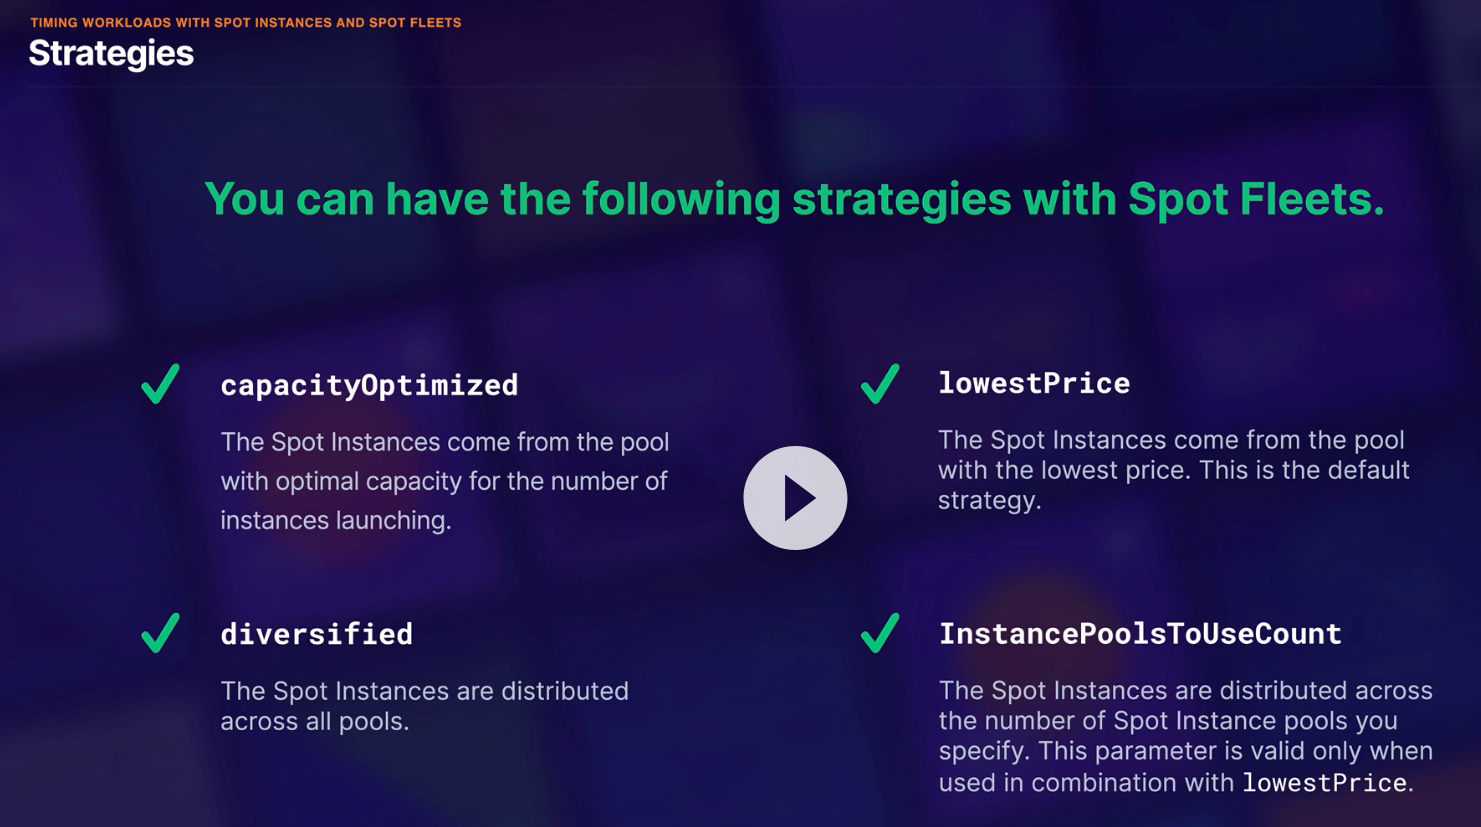 TIMING WORKLOADS WITH SPOT INSTANCES AND SPOT FLEETS
Strategies
You can have the following strategies with Spot Fleets.
capacityOptimized
The Spot Instances come from the pool
with optimal capacity for the number of
instances launching.
lowestPrice
The Spot Instances come from the pool
with the lowest price. This is the default
strategy.
diversified
The Spot Instances are distributed
across all pools.
InstancePoolsToUseCount
The Spot Instances are distributed across
the number of Spot Instance pools you
specify. This parameter is valid only when
used in combination with lowestPrice.